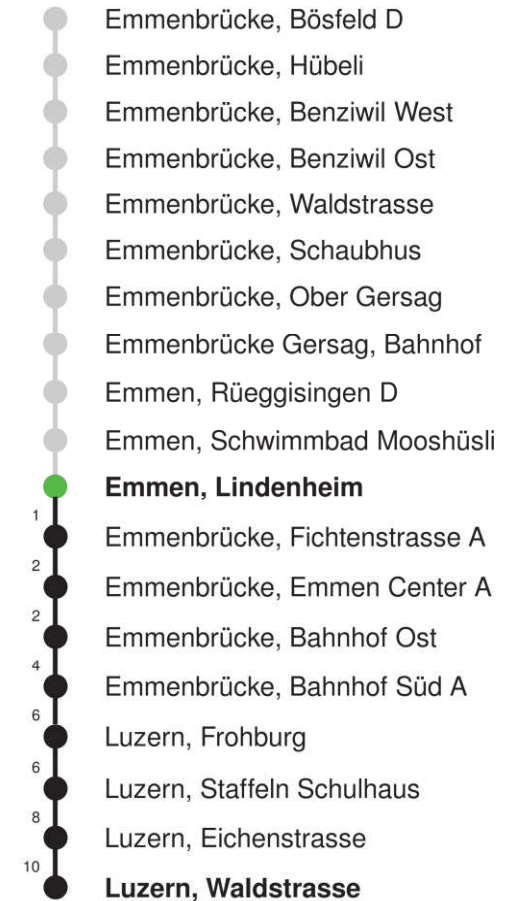 Emmenbrücke, Bösfeld D
Emmenbrücke, Hübeli
Emmenbrücke, Benziwil West
Emmenbrücke, Benziwil Ost
Emmenbrücke, Waldstrasse
Emmenbrücke, Schaubhus
Emmenbrücke, Ober Gersag
Emmenbrücke Gersag, Bahnhof
Emmen, Rüeggisingen D
Emmen, Schwimmbad Mooshüsli
Emmen, Lindenheim
1 Emmenbrücke, Fichtenstrasse A
2 Emmenbrücke, Emmen Center A
2 Emmenbrücke, Bahnhof Ost
4 Emmenbrücke, Bahnhof Süd A
6 Luzern, Frohburg
6 Luzern, Staffeln Schulhaus
8 Luzern, Eichenstrasse
10 Luzern, Waldstrasse